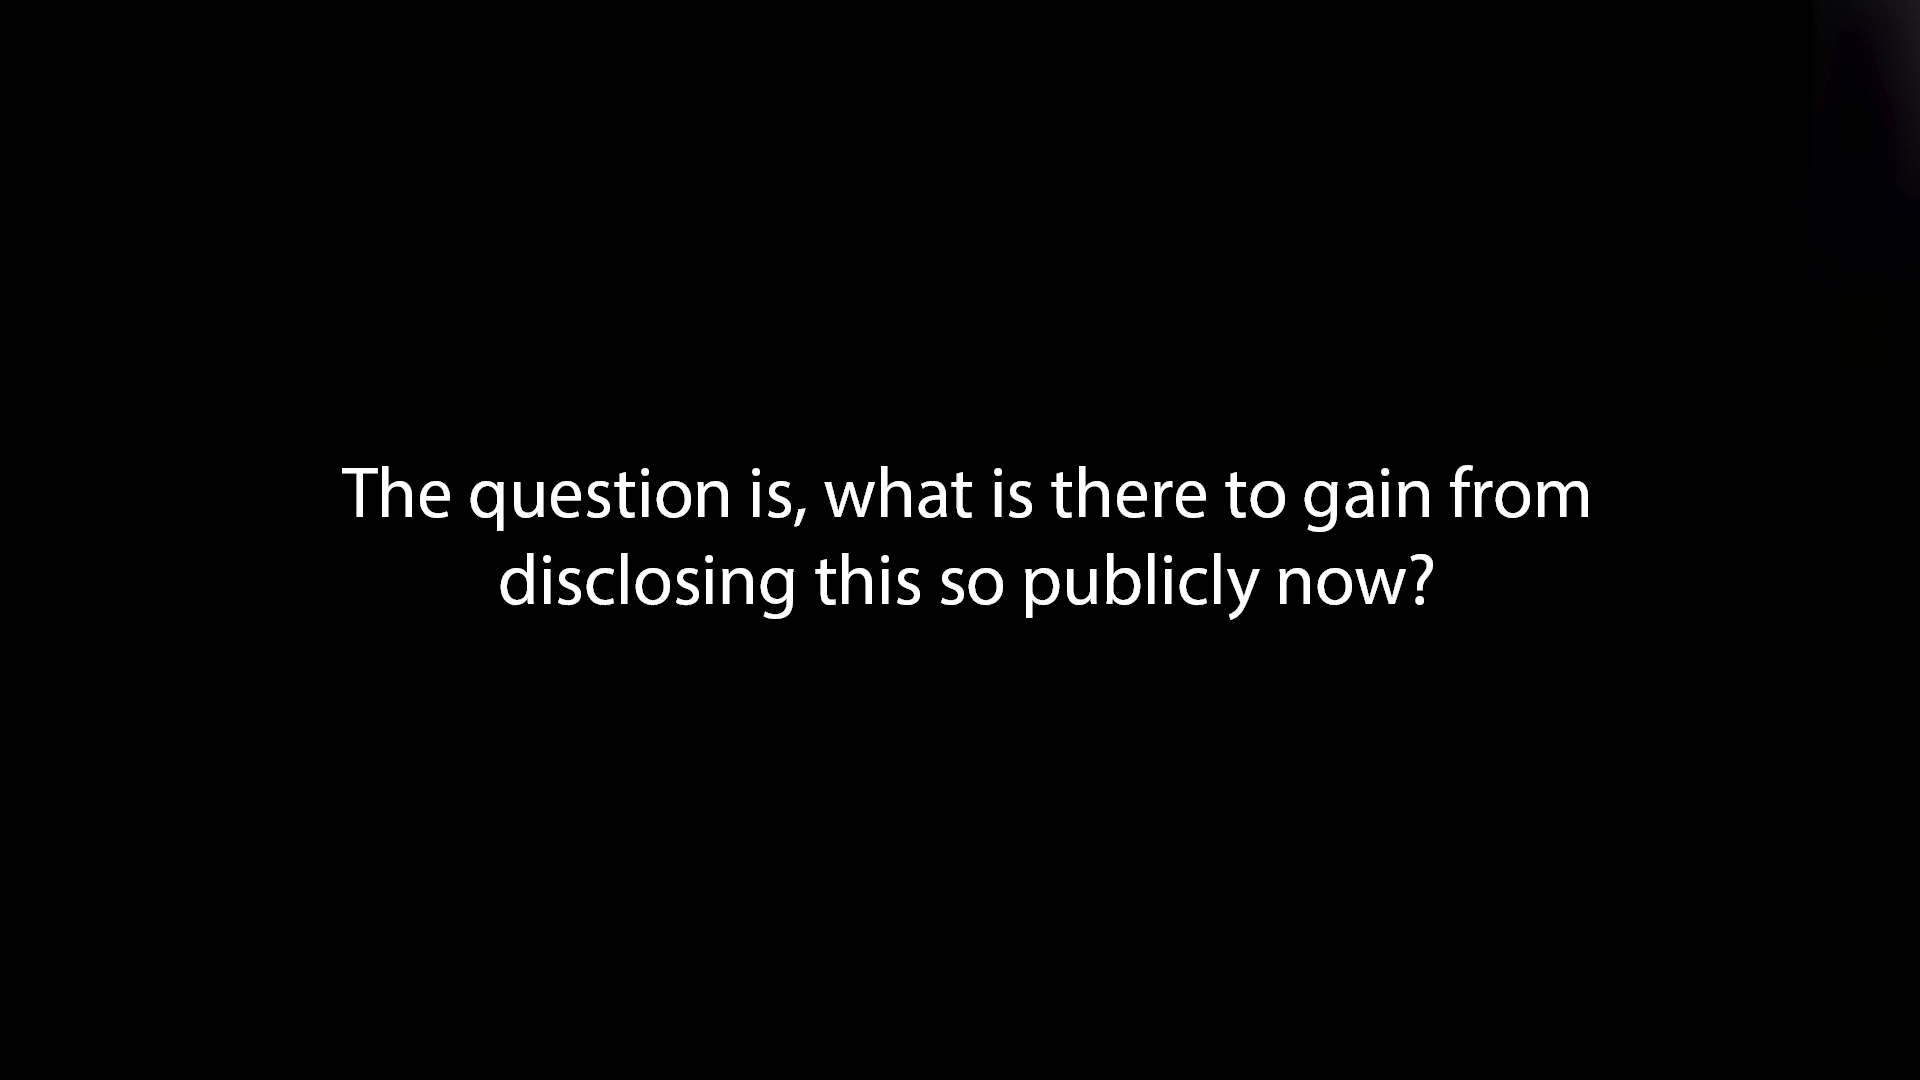 The question is, what is there to gain from
disclosing this so publicly now?